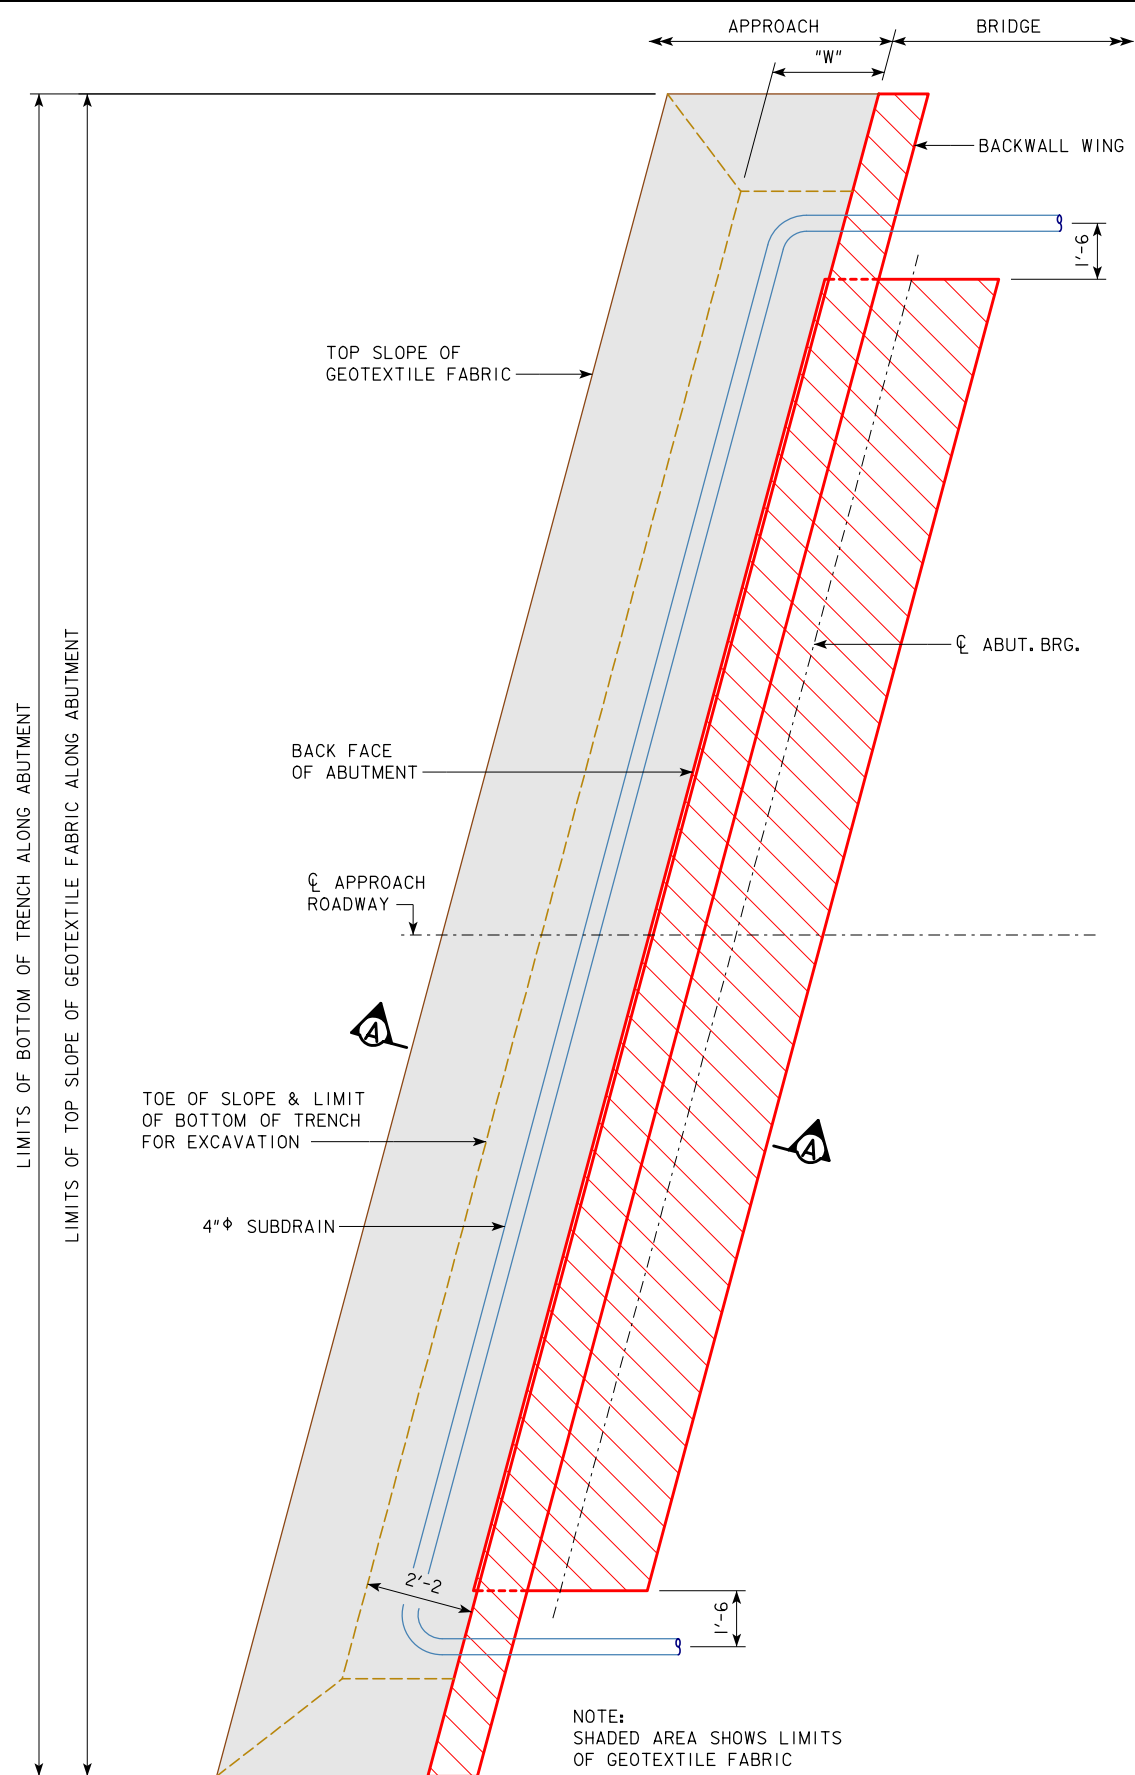 APPROACH
BRIDGE
"W"
BACKWALL WING
1'-6
TOP SLOPE OF
GEOTEXTILE FABRIC
℄ ABUT. BRG.
LIMITS OF BOTTOM OF TRENCH ALONG ABUTMENT
LIMITS OF TOP SLOPE OF GEOTEXTILE FABRIC ALONG ABUTMENT
BACK FACE
OF ABUTMENT
℄ APPROACH
ROADWAY
A
TOE OF SLOPE & LIMIT
OF BOTTOM OF TRENCH
FOR EXCAVATION
A
4"Φ SUBDRAIN
2'-2
1'-6
NOTE:
SHADED AREA SHOWS LIMITS
OF GEOTEXTILE FABRIC